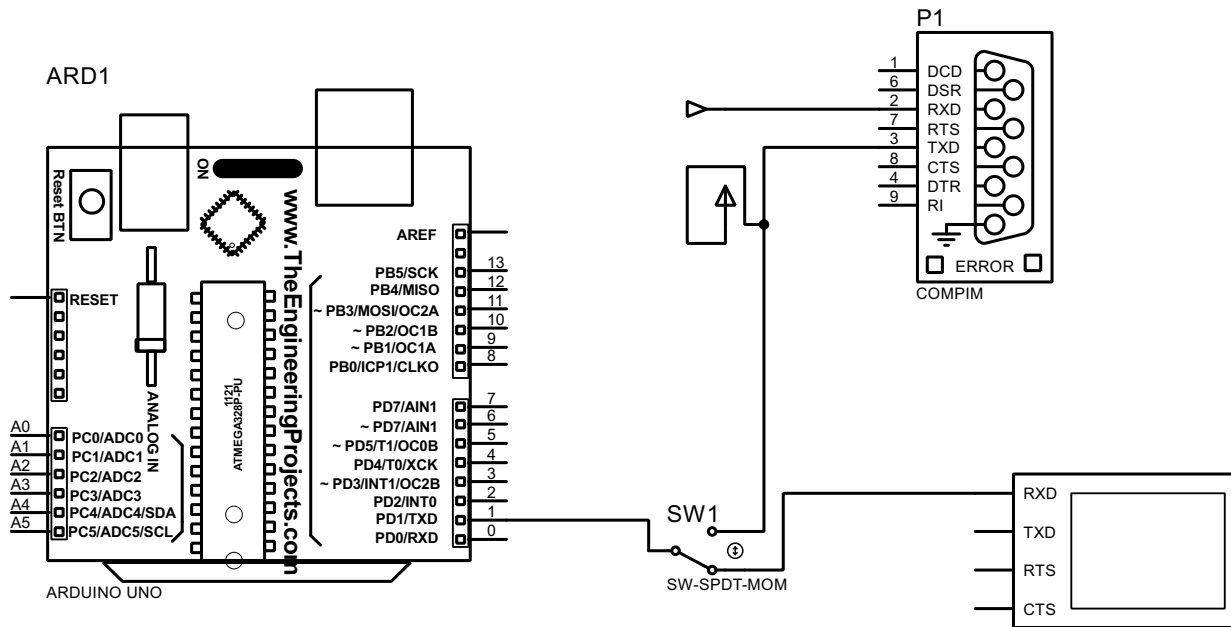 ARD1
ON
Reset BTN
www.TheEngineeringProjects.com
RESET
ANALOG IN
1121
ATMEGA328P-PU
AREF
PB5/SCK 13
PB4/MISO 12
~ PB3/MOSI/OC2A 11
~ PB2/OC1B 10
~ PB1/OC1A 9
PB0/ICP1/CLKO 8
PD7/AIN1 7
~ PD7/AIN1 6
~ PD5/T1/OC0B 5
PD4/T0/XCK 4
~ PD3/INT1/OC2B 3
PD2/INT0 2
PD1/TXD 1
PD0/RXD 0
A0 PC0/ADC0
A1 PC1/ADC1
A2 PC2/ADC2
A3 PC3/ADC3
A4 PC4/ADC4/SDA
A5 PC5/ADC5/SCL
ARDUINO UNO
SW1
SW-SPDT-MOM
P1
1 DCD
6 DSR
2 RXD
7 RTS
3 TXD
8 CTS
4 DTR
9 RI
ERROR
COMPIM
RXD
TXD
RTS
CTS